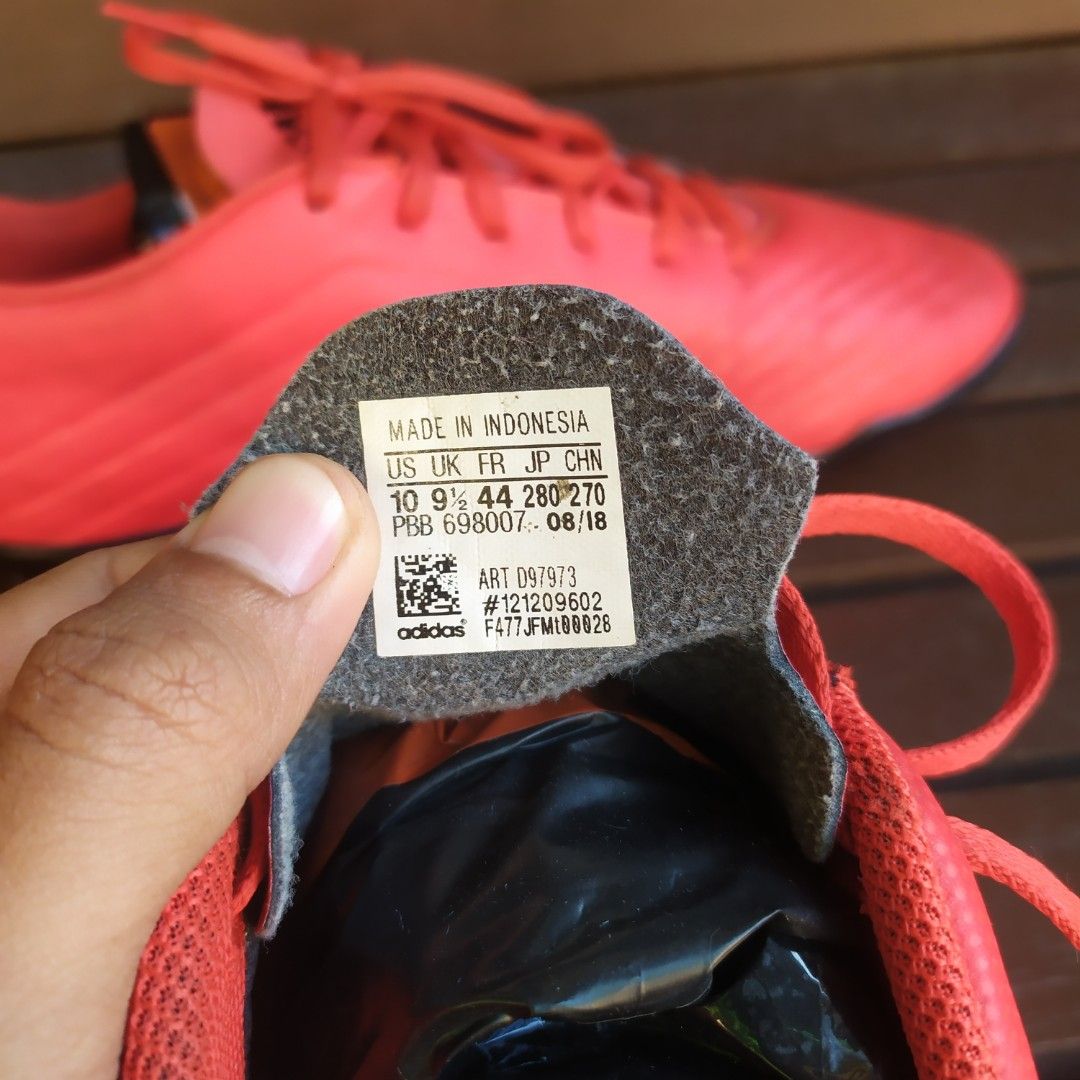 MADE IN INDONESIA
US UK FR JP CHN
10 9½ 44 280 270
PBB 698007 08/18
ART D97973
#121209602
F477JFMt00028
adidas